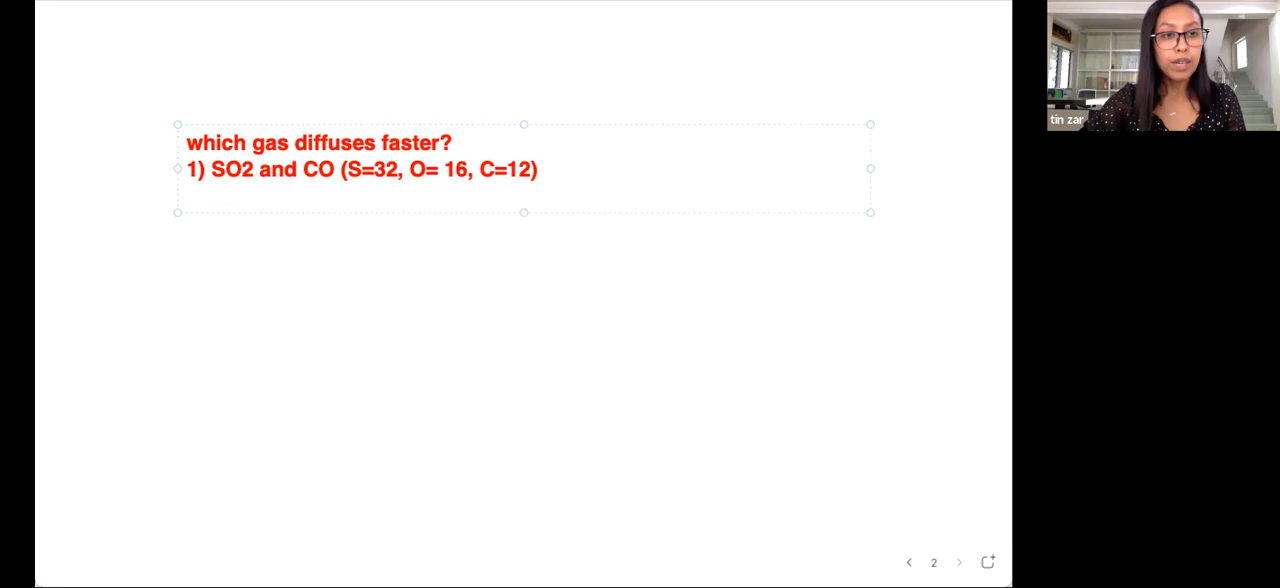 which gas diffuses faster?
1) SO2 and CO (S=32, O= 16, C=12)
tin zar
2